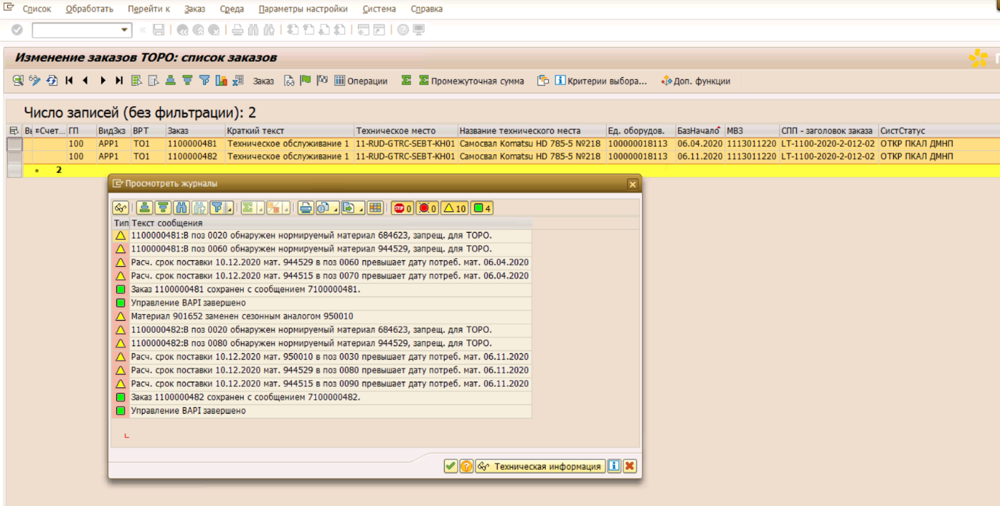 Список Обработать Перейти к Заказ Среда Параметры настройки Система Справка
Изменение заказов ТОРО: список заказов
Заказ Операции Промежуточная сумма Критерии выбора... Доп. функции
Число записей (без фильтрации): 2
Счет... ГП ВидЗкз ВРТ Заказ Краткий текст Техническое место Название технического места Ед. оборудов. БазНачало МВЗ СПП - заголовок заказа СистСтатус
100 APP1 TO1 1100000481 Техническое обслуживание 1 11-RUD-GTRC-SEBT-KH01 Самосвал Komatsu HD 785-5 №218 100000018113 06.04.2020 1113011220 LT-1100-2020-2-012-02 ОТКР ПКАЛ ДМНП
100 APP1 TO1 1100000482 Техническое обслуживание 1 11-RUD-GTRC-SEBT-KH01 Самосвал Komatsu HD 785-5 №218 100000018113 06.11.2020 1113011220 LT-1100-2020-2-012-02 ОТКР ПКАЛ ДМНП
2
Просмотреть журналы
STOP 0 0 10 4
Тип Текст сообщения
1100000481:В поз 0020 обнаружен нормируемый материал 684623, запрещ. для ТОРО.
1100000481:В поз 0060 обнаружен нормируемый материал 944529, запрещ. для ТОРО.
Расч. срок поставки 10.12.2020 мат. 944529 в поз 0060 превышает дату потреб. мат. 06.04.2020
Расч. срок поставки 10.12.2020 мат. 944515 в поз 0070 превышает дату потреб. мат. 06.04.2020
Заказ 1100000481 сохранен с сообщением 7100000481.
Управление BAPI завершено
Материал 901652 заменен сезонным аналогом 950010
1100000482:В поз 0020 обнаружен нормируемый материал 684623, запрещ. для ТОРО.
1100000482:В поз 0080 обнаружен нормируемый материал 944529, запрещ. для ТОРО.
Расч. срок поставки 10.12.2020 мат. 950010 в поз 0030 превышает дату потреб. мат. 06.11.2020
Расч. срок поставки 10.12.2020 мат. 944529 в поз 0080 превышает дату потреб. мат. 06.11.2020
Расч. срок поставки 10.12.2020 мат. 944515 в поз 0090 превышает дату потреб. мат. 06.11.2020
Заказ 1100000482 сохранен с сообщением 7100000482.
Управление BAPI завершено
Техническая информация